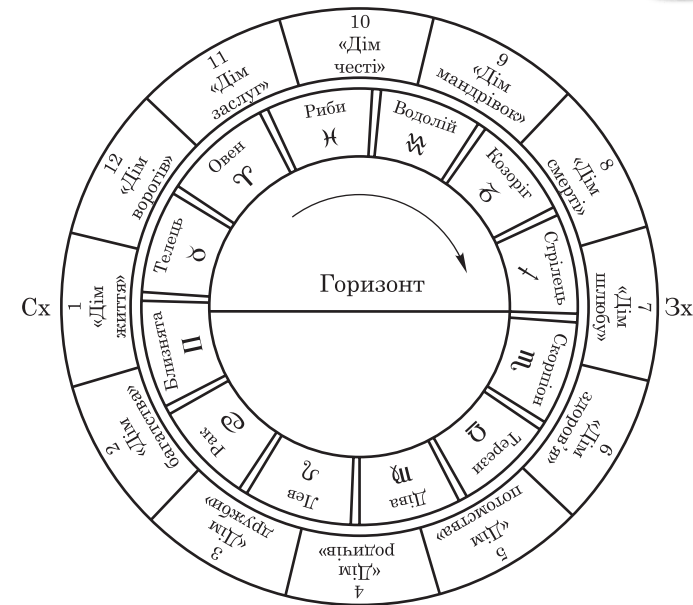 10
«Дім
честі»
9
«Дім
мандрівок»
8
«Дім
смерті»
7
«Дім
шлюбу»
6
«Дім
здоров'я»
5
«Дім
потомства»
4
«Дім
родичів»
3
«Дім
дружби»
2
«Дім
багатства»
1
«Дім
життя»
12
«Дім
ворогів»
11
«Дім
заслуг»
Риби
♓
Водолій
♒
Козоріг
♑
Стрілець
♐
Скорпіон
♏
Терези
♎
Діва
♍
Лев
♌
Рак
♋
Близнята
♊
Телець
♉
Овен
♈
Горизонт
Сх
Зх